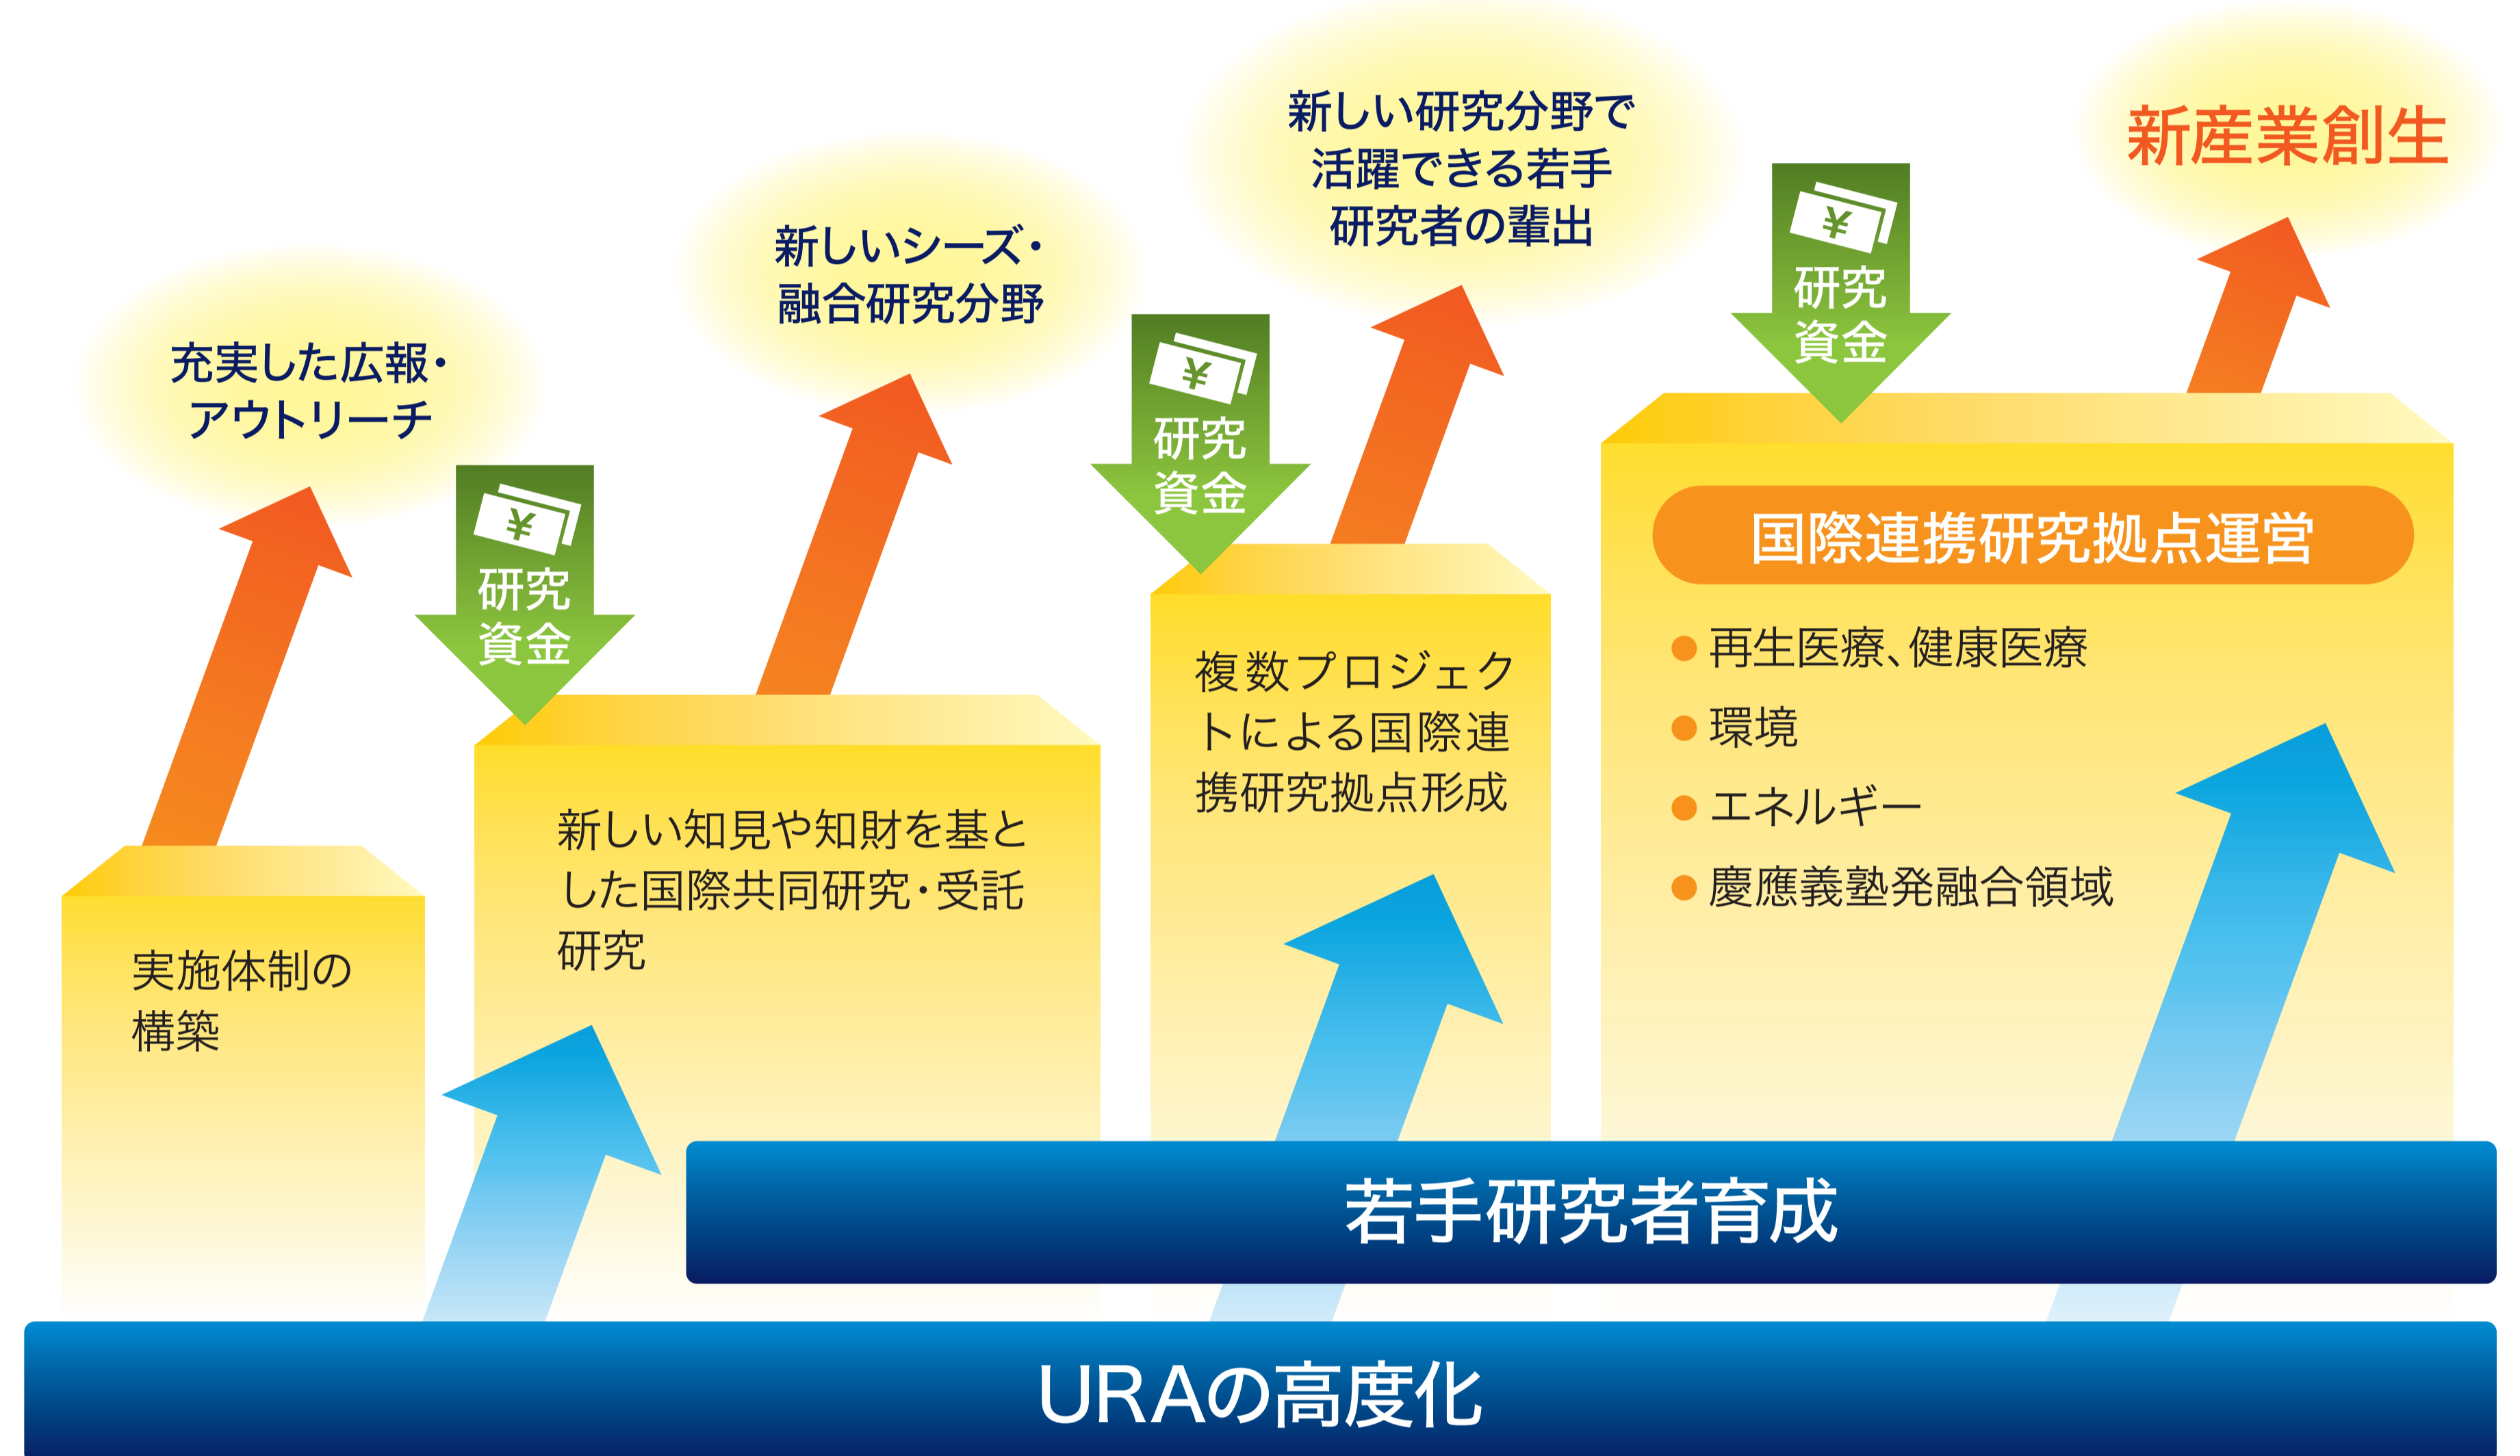 充実した広報・
アウトリーチ
新しいシーズ・
融合研究分野
新しい研究分野で
活躍できる若手
研究者の輩出
新産業創生
¥
研究
資金
¥
研究
資金
¥
研究
資金
実施体制の
構築
新しい知見や知財を基と
した国際共同研究・受託
研究
複数プロジェク
トによる国際連
携研究拠点形成
国際連携研究拠点運営
● 再生医療、健康医療
● 環境
● エネルギー
● 慶應義塾発融合領域
若手研究者育成
URAの高度化